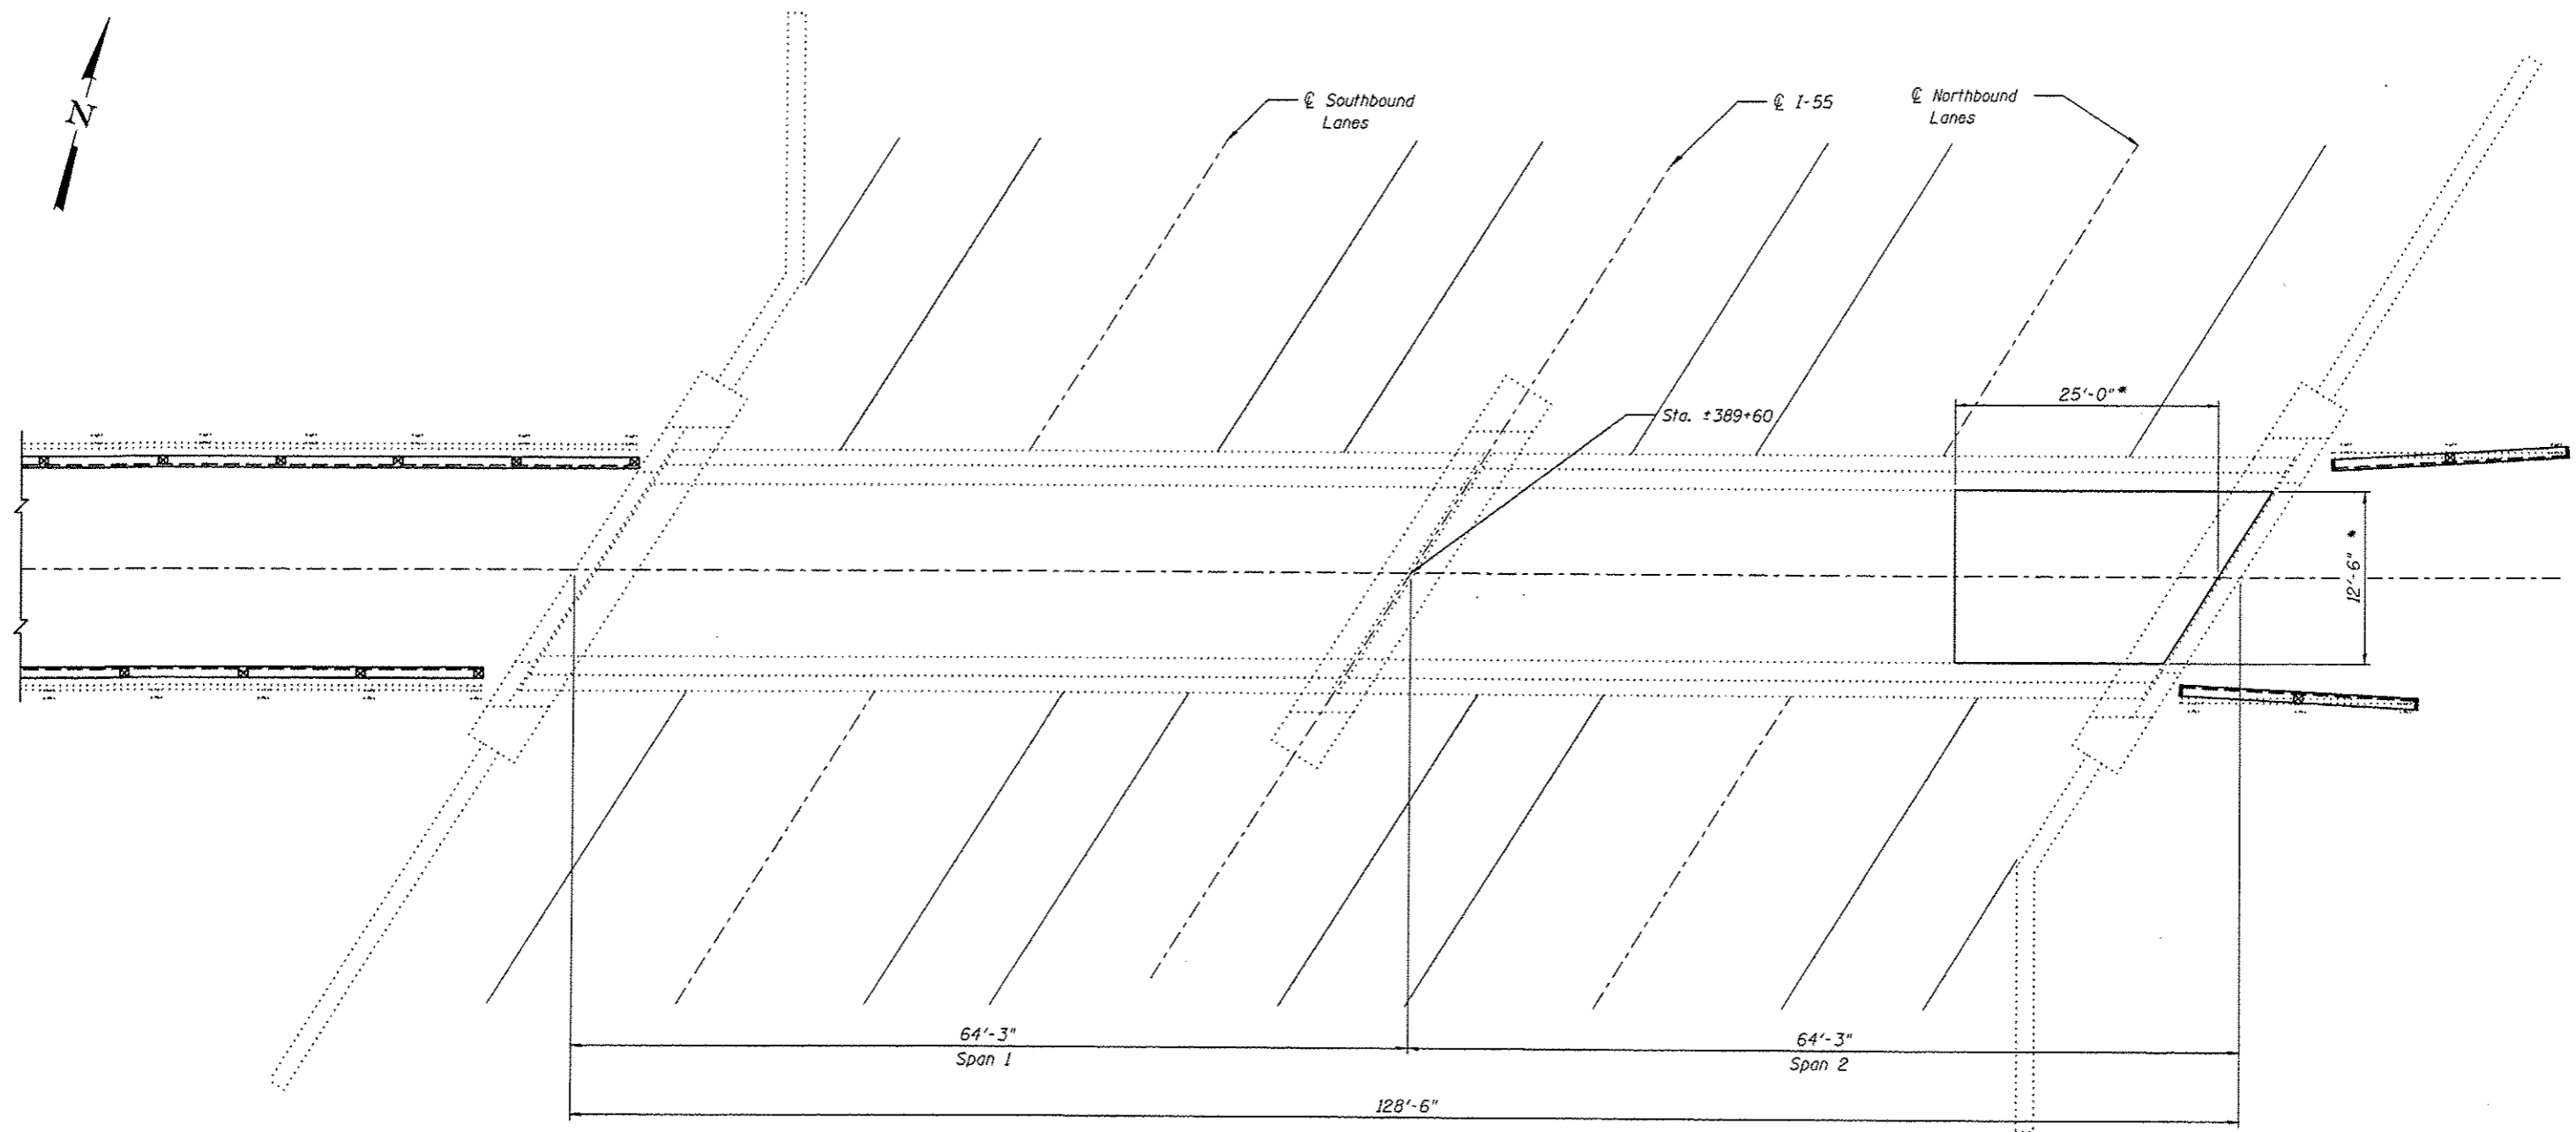 N
℄ Southbound
Lanes
℄ I-55
℄ Northbound
Lanes
Sta. ±389+60
25'-0"*
12'-6" *
64'-3"
Span 1
64'-3"
Span 2
128'-6"